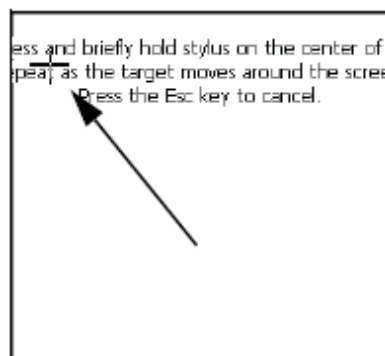 ess and briefly hold stylus on the center of
epeat as the target moves around the scree
Press the Esc key to cancel.